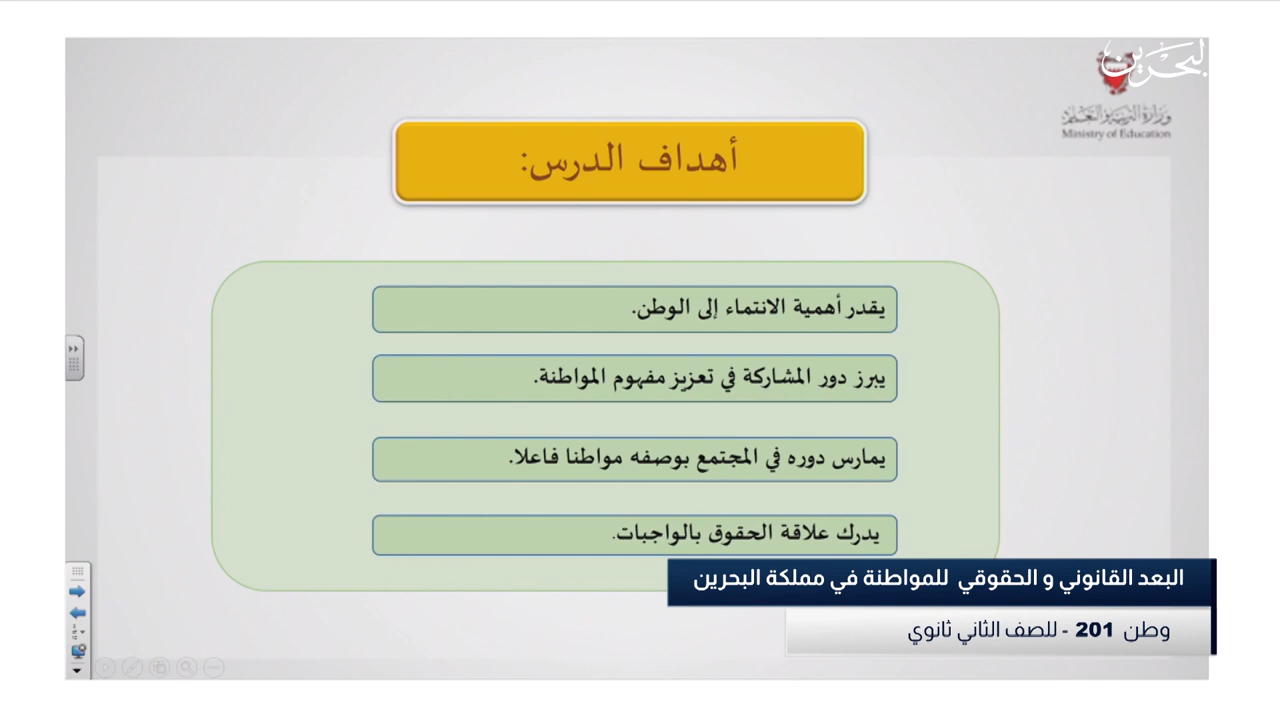 البحرين
وزارة التربية والتعليم
Ministry of Education
أهداف الدرس:
يقدر أهمية الانتماء إلى الوطن.
يبرز دور المشاركة في تعزيز مفهوم المواطنة.
يمارس دوره في المجتمع بوصفه مواطنا فاعلا.
يدرك علاقة الحقوق بالواجبات.
البعد القانوني و الحقوقي للمواطنة في مملكة البحرين
وطن 201 - للصف الثاني ثانوي